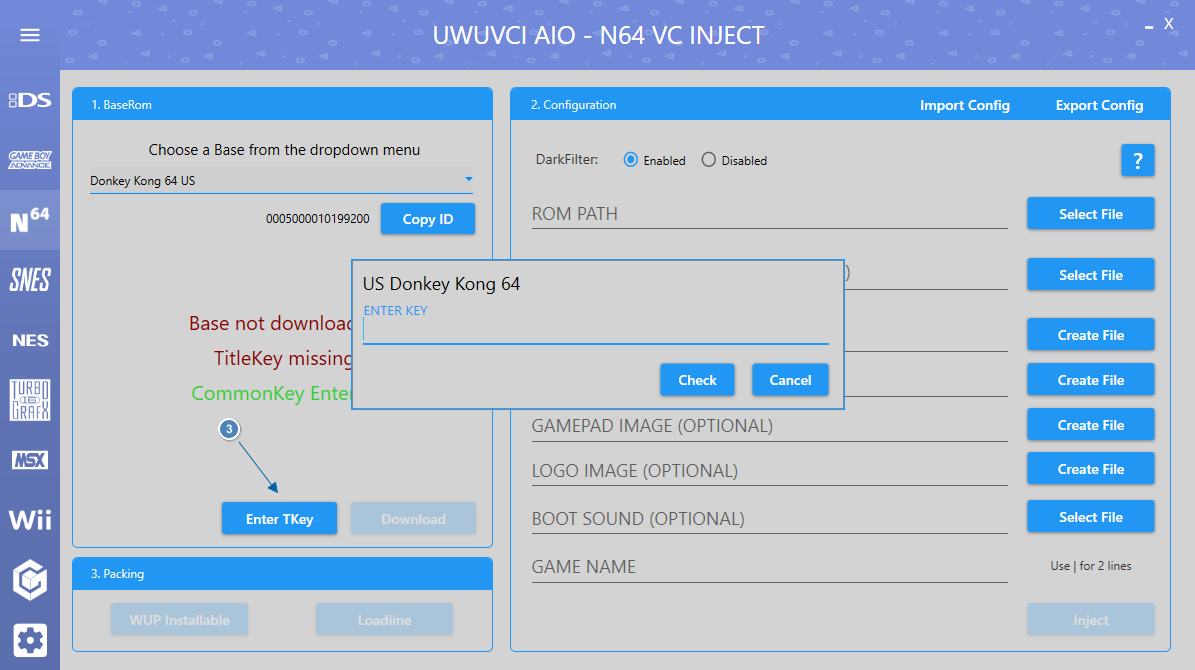 UWUVCI AIO - N64 VC INJECT
_ X
DS
GAME BOY
ADVANCE
N64
SNES
NES
TURBO
16
GRAFX
MSX
Wii
1. BaseRom
Choose a Base from the dropdown menu
Donkey Kong 64 US
0005000010199200
Copy ID
Base not download
TitleKey missing
CommonKey Enter
3
Enter TKey
Download
3. Packing
WUP Installable
Loadiine
2. Configuration
Import Config
Export Config
DarkFilter:
Enabled
Disabled
?
ROM PATH
Select File
)
Select File
Create File
Create File
GAMEPAD IMAGE (OPTIONAL)
Create File
LOGO IMAGE (OPTIONAL)
Create File
BOOT SOUND (OPTIONAL)
Select File
GAME NAME
Use | for 2 lines
Inject
US Donkey Kong 64
ENTER KEY
Check
Cancel